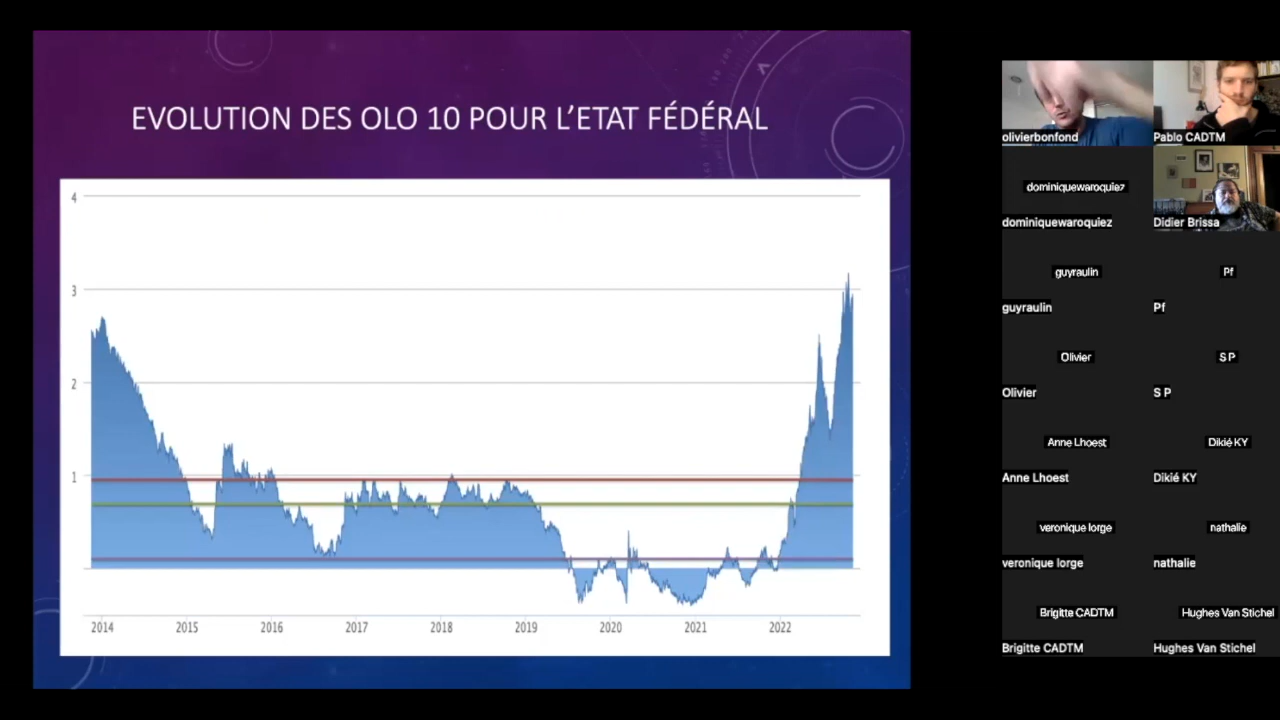 EVOLUTION DES OLO 10 POUR L’ETAT FÉDÉRAL
4
3
2
1
2014 2015 2016 2017 2018 2019 2020 2021 2022
olivierbonfond
Pablo CADTM
dominiquewaroquiez
dominiquewaroquiez
Didier Brissa
guyraulin
Pf
guyraulin
Pf
Olivier
S P
Olivier
S P
Anne Lhoest
Dikié KY
Anne Lhoest
Dikié KY
veronique lorge
nathalie
veronique lorge
nathalie
Brigitte CADTM
Hughes Van Stichel
Brigitte CADTM
Hughes Van Stichel